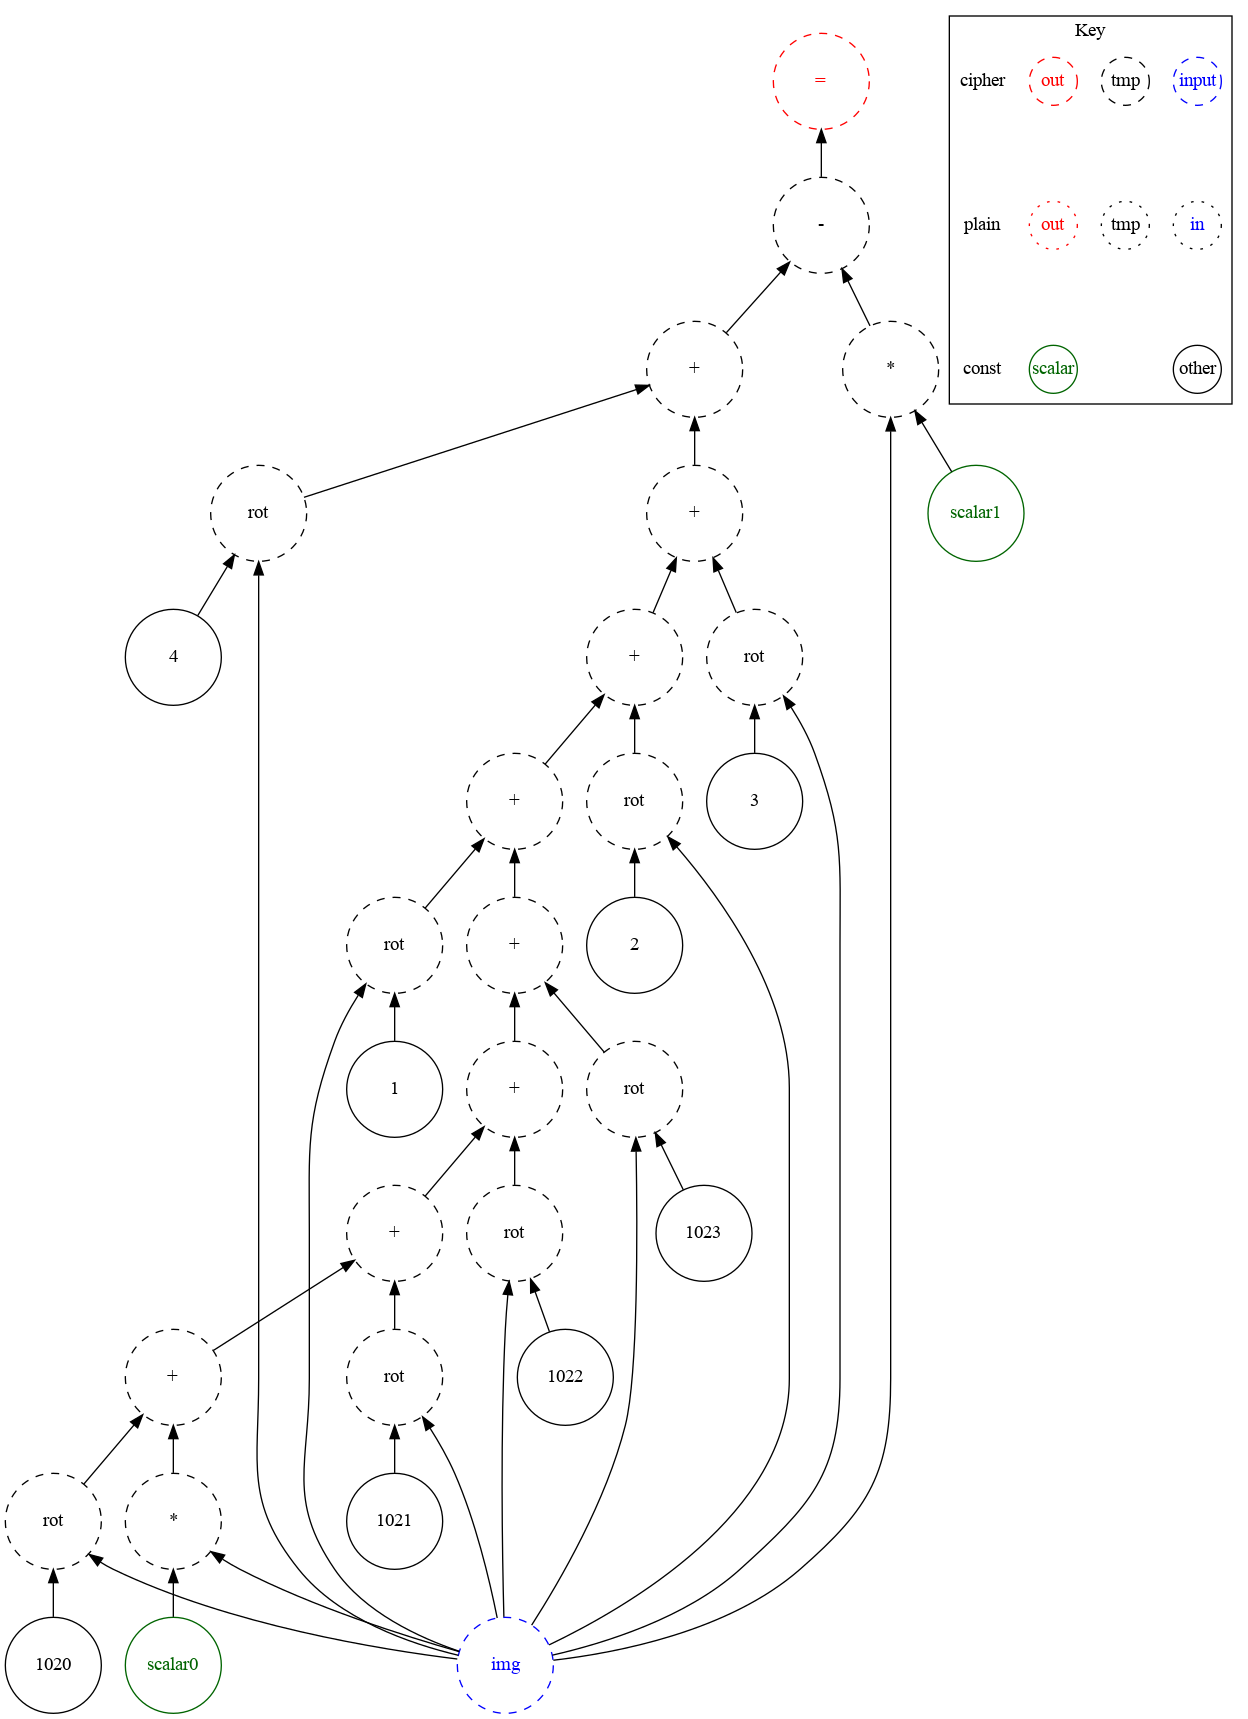 Key
= cipher out tmp input
- plain out tmp in
+ * const scalar other
rot + scalar1
4 + rot
+ rot 3
rot + 2
1 + rot
+ rot 1023
+ rot 1022
rot * 1021
1020 scalar0 img